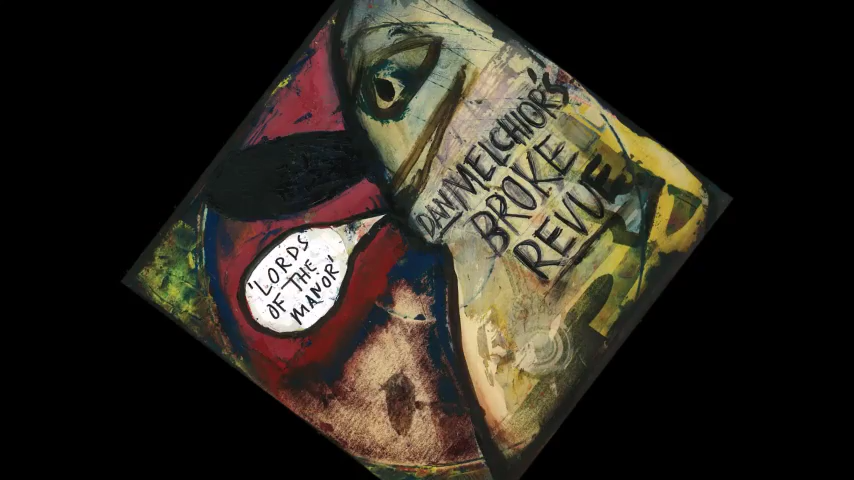 DAN MELCHIOR'S
BROKE
REVUE
'LORDS
OF THE
MANOR'